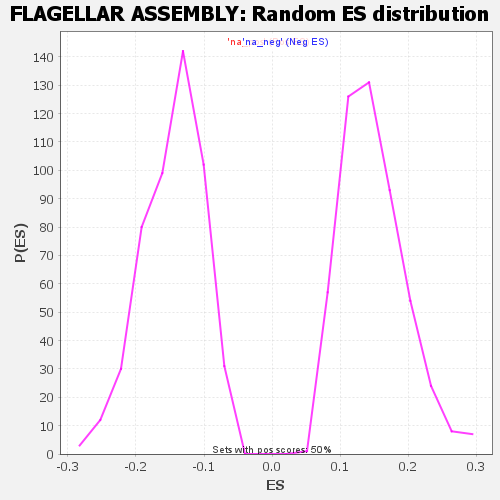 FLAGELLAR ASSEMBLY: Random ES distribution
'na'na_neg' (Neg ES)
P(ES)
140
130
120
110
100
90
80
70
60
50
40
30
20
10
0
Sets with pos scores: 50%
-0.3 -0.2 -0.1 0.0 0.1 0.2 0.3
ES